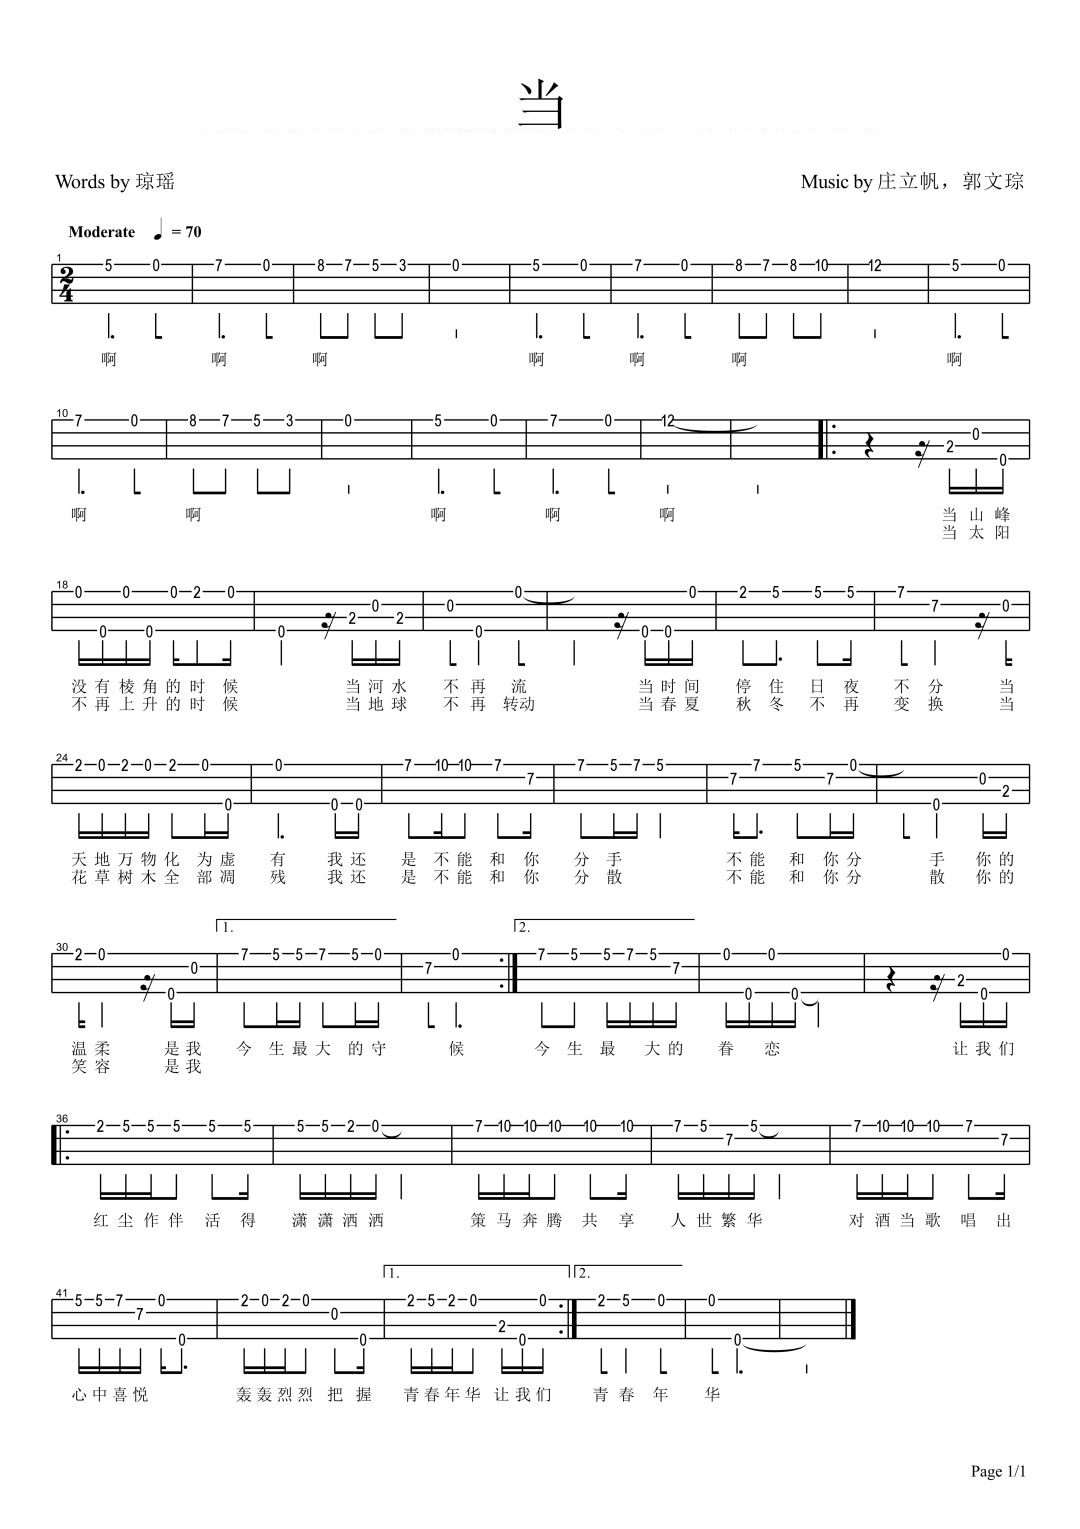 当
Words by 琼瑶
Music by 庄立帆，郭文琮
Moderate = 70
1
2 4
5 0 7 0 8 7 5 3 0 5 0 7 0 8 7 8 10 12 5 0
啊 啊 啊 啊 啊 啊 啊
10
7 0 8 7 5 3 0 5 0 7 0 12 2 0 0
啊 啊 啊 啊 啊 当 山 峰
当 太 阳
18
0 0 0 0 0 2 0 0 2 0 2 0 0 0 0 0 0 2 5 5 5 7 7 0
没 有 棱 角 的 时 候 当 河 水 不 再 流 当 时 间 停 住 日 夜 不 分 当
不 再 上 升 的 时 候 当 地 球 不 再 转动 当 春 夏 秋 冬 不 再 变 换 当
24
2 0 2 0 2 0 0 0 0 0 7 10 10 7 7 7 5 7 5 7 7 5 7 0 0 0 2
天 地 万 物 化 为 虚 有 我 还 是 不 能 和 你 分 手 不 能 和 你 分 手 你 的
花 草 树 木 全 部 凋 残 我 还 是 不 能 和 你 分 散 不 能 和 你 分 散 你 的
1. 2.
30
2 0 0 0 7 5 5 7 5 0 7 0 7 5 5 7 5 7 0 0 0 0 2 0 0
温 柔 是 我 今 生 最 大 的 守 候 今 生 最 大 的 眷 恋 让 我 们
笑 容 是 我
36
2 5 5 5 5 5 5 5 2 0 7 10 10 10 10 10 7 5 7 5 7 10 10 10 7 7
红 尘 作 伴 活 得 潇 潇 洒 洒 策 马 奔 腾 共 享 人 世 繁 华 对 酒 当 歌 唱 出
1. 2.
41
5 5 7 7 0 0 2 0 2 0 0 0 2 5 2 0 2 0 0 2 5 0 0 0
心 中 喜 悦 轰 轰 烈 烈 把 握 青 春 年 华 让 我 们 青 春 年 华
Page 1/1